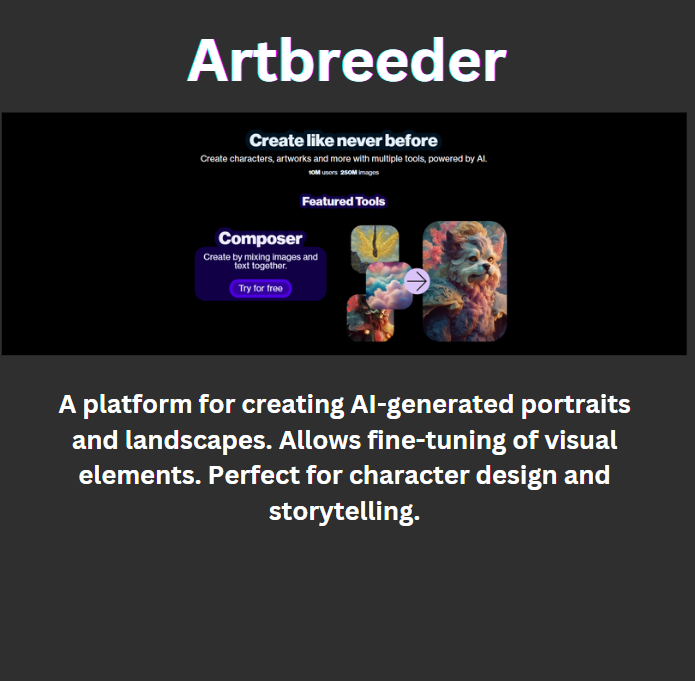 Artbreeder
Create like never before
Create characters, artworks and more with multiple tools, powered by AI.
10M users 250M images
Featured Tools
Composer
Create by mixing images and
text together.
Try for free
A platform for creating AI-generated portraits
and landscapes. Allows fine-tuning of visual
elements. Perfect for character design and
storytelling.